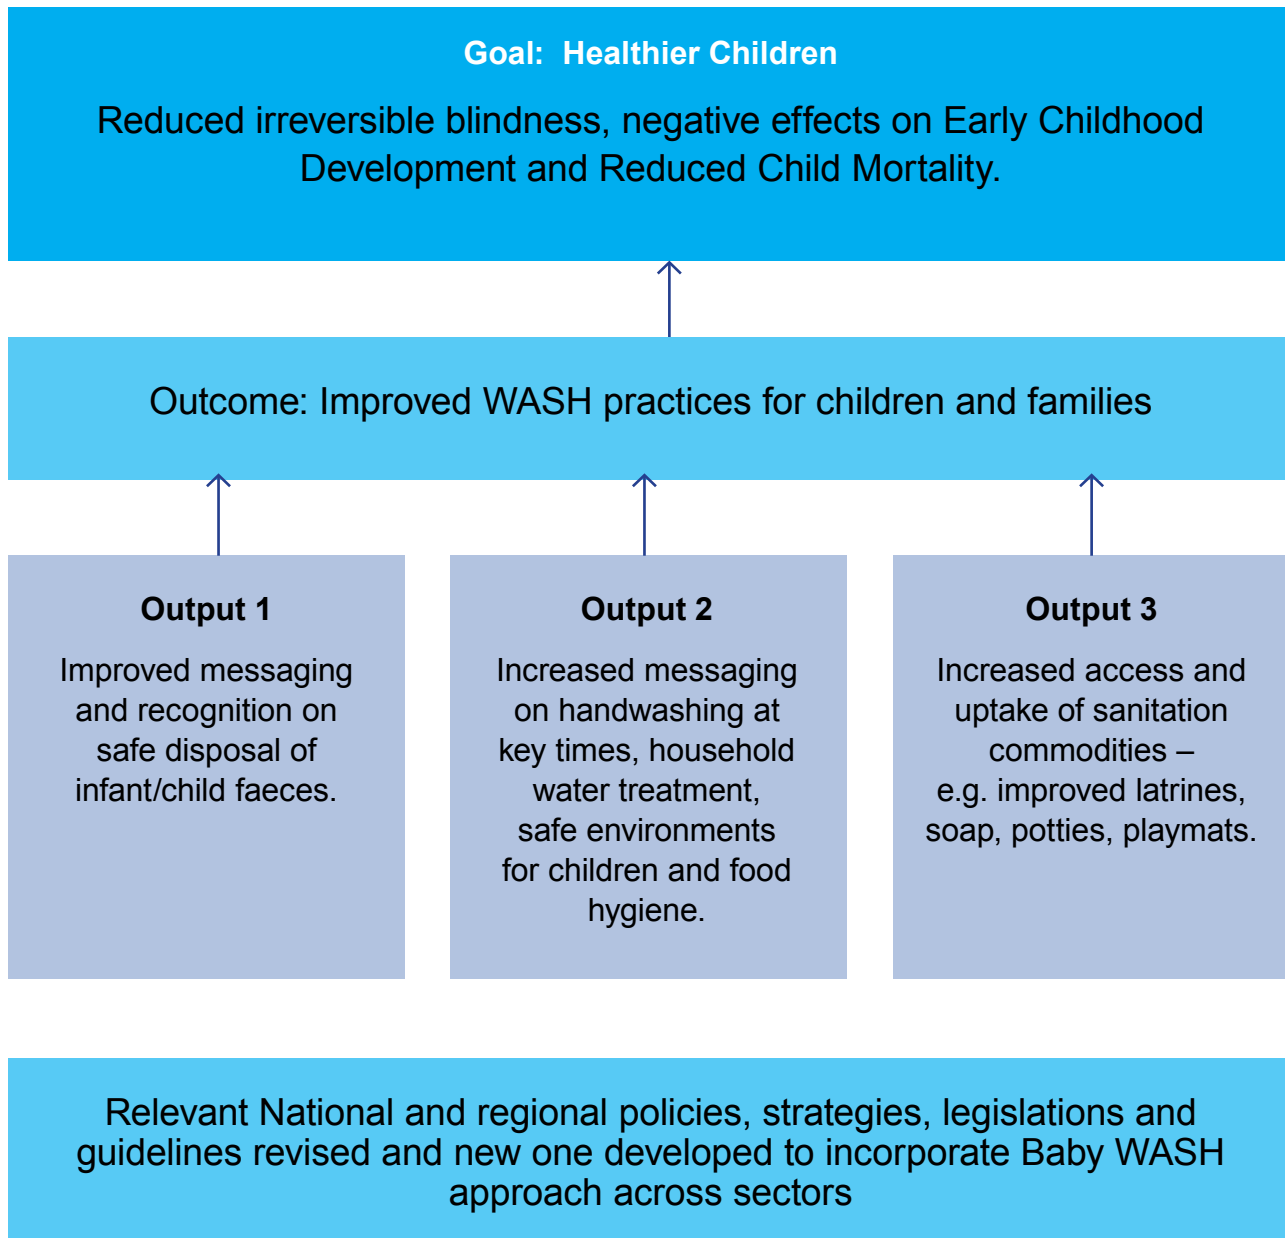 Goal:  Healthier Children
Reduced irreversible blindness, negative effects on Early Childhood
Development and Reduced Child Mortality.
Outcome: Improved WASH practices for children and families
Output 1
Improved messaging
and recognition on
safe disposal of
infant/child faeces.
Output 2
Increased messaging
on handwashing at
key times, household
water treatment,
safe environments
for children and food
hygiene.
Output 3
Increased access and
uptake of sanitation
commodities –
e.g. improved latrines,
soap, potties, playmats.
Relevant National and regional policies, strategies, legislations and
guidelines revised and new one developed to incorporate Baby WASH
approach across sectors